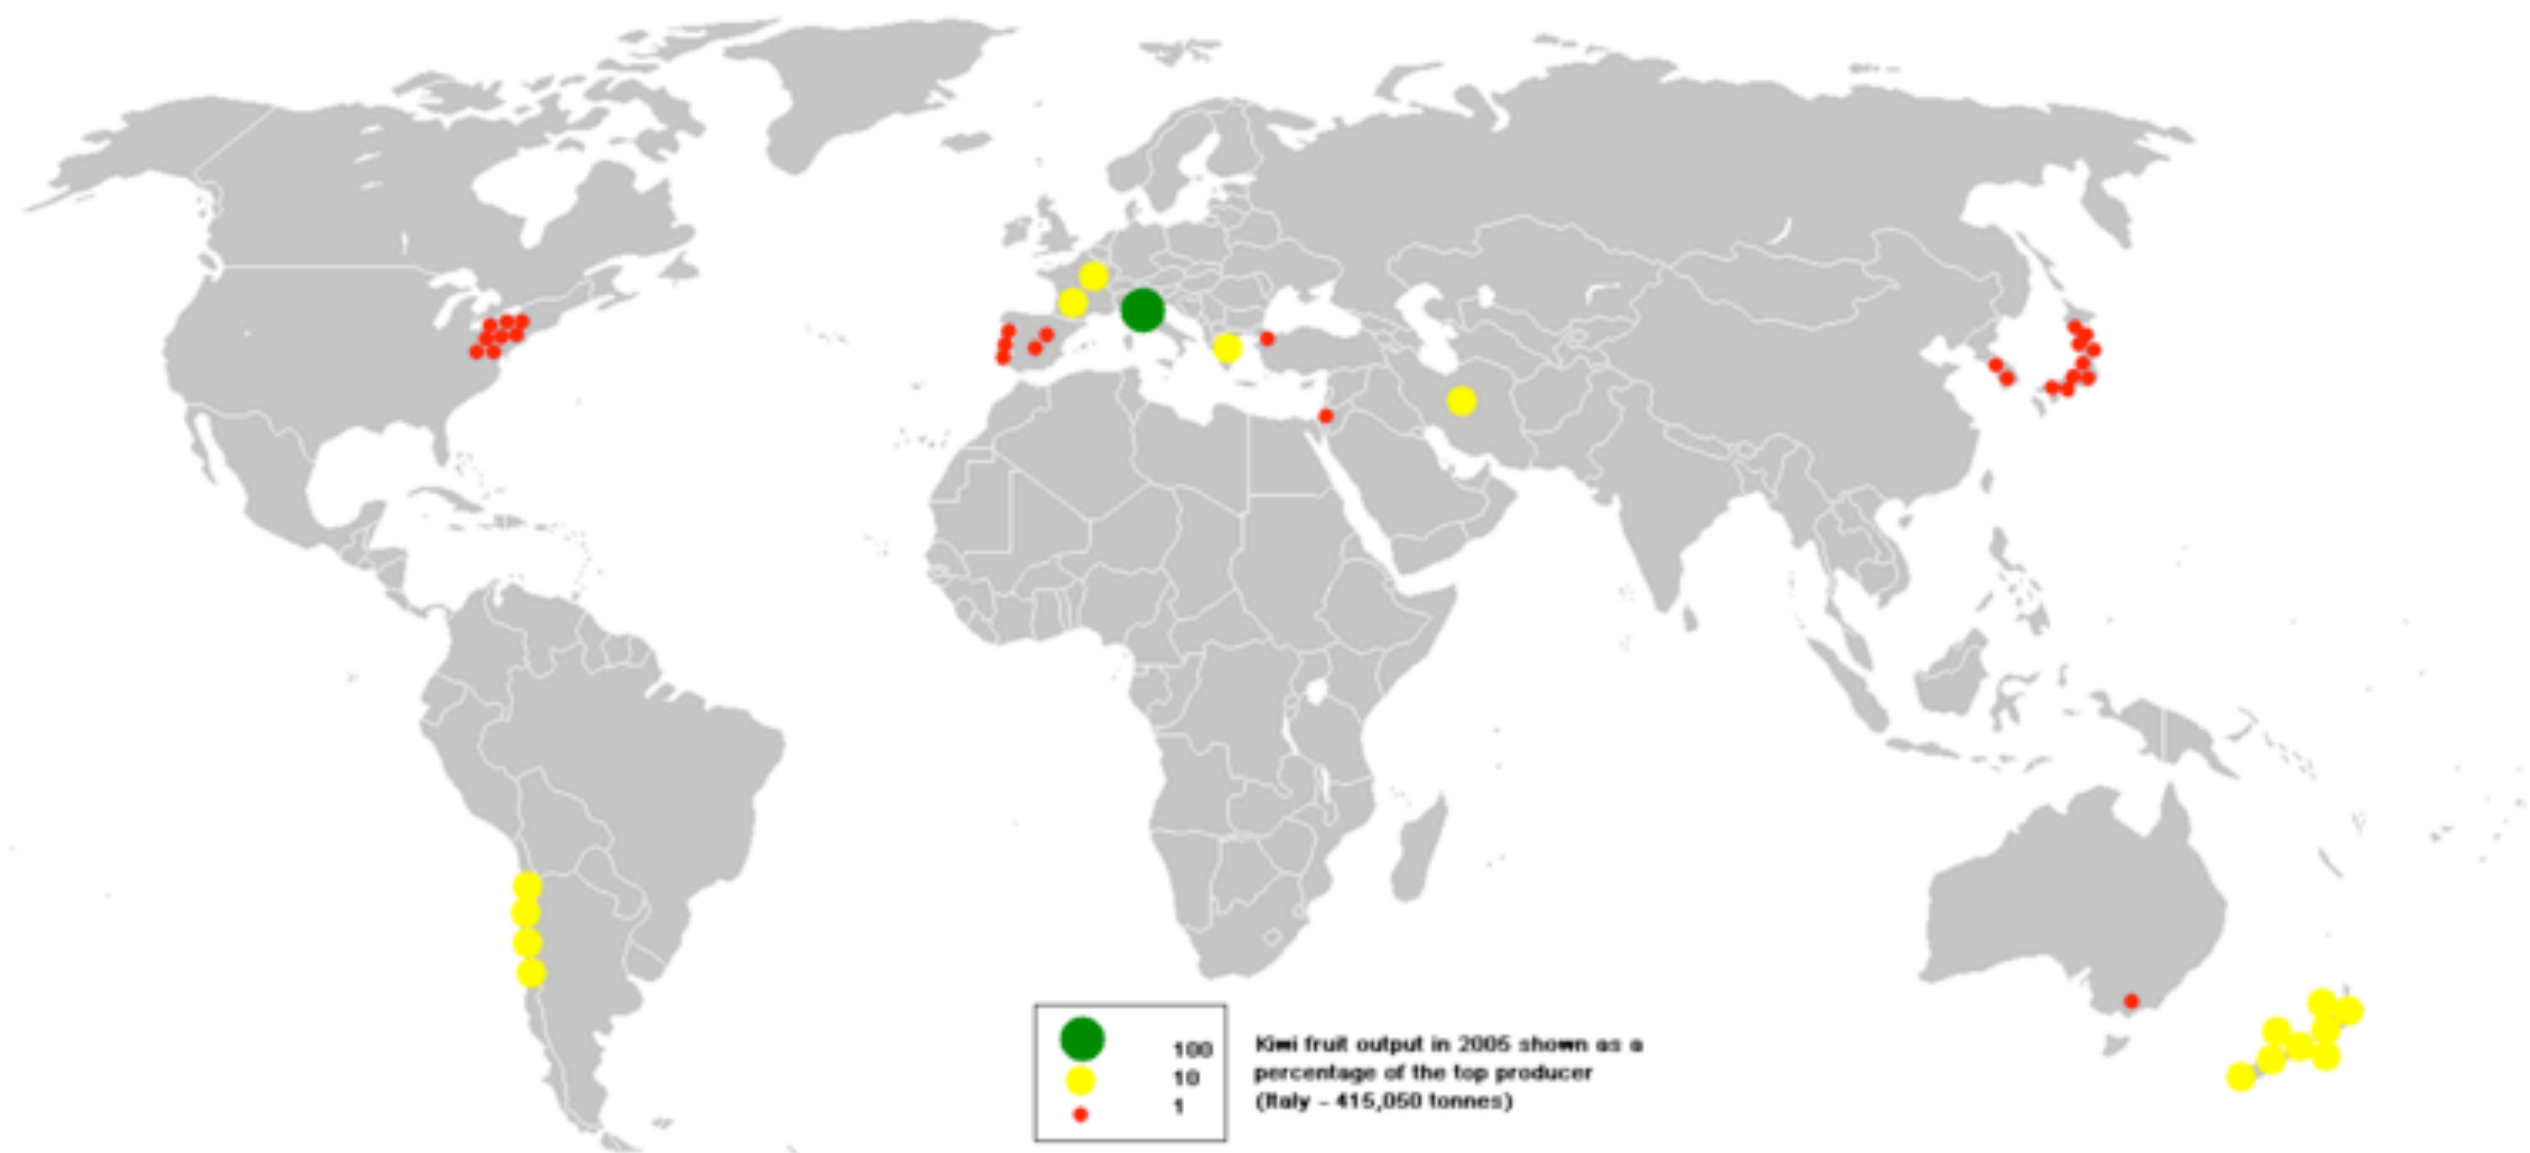 100
10
1
Kiwi fruit output in 2005 shown as a
percentage of the top producer
(Italy - 415,050 tonnes)